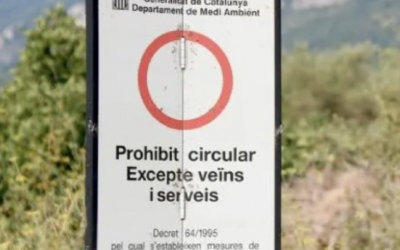 Generalitat de Catalunya
Departament de Medi Ambient
Prohibit circular
Excepte veïns
i serveis
Decret 64/1995
pel qual s'estableixen mesures de